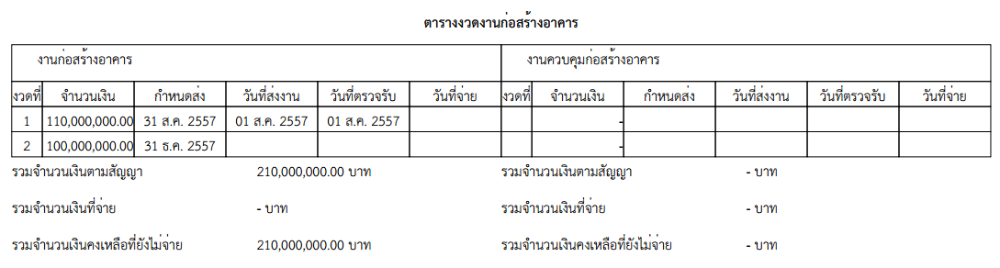 ตารางงวดงานก่อสร้างอาคาร
งานก่อสร้างอาคาร งานควบคุมก่อสร้างอาคาร
งวดที่ จำนวนเงิน กำหนดส่ง วันที่ส่งงาน วันที่ตรวจรับ วันที่จ่าย งวดที่ จำนวนเงิน กำหนดส่ง วันที่ส่งงาน วันที่ตรวจรับ วันที่จ่าย
1 110,000,000.00 31 ส.ค. 2557 01 ส.ค. 2557 01 ส.ค. 2557 -
2 100,000,000.00 31 ธ.ค. 2557 -
รวมจำนวนเงินตามสัญญา 210,000,000.00 บาท รวมจำนวนเงินตามสัญญา - บาท
รวมจำนวนเงินที่จ่าย - บาท รวมจำนวนเงินที่จ่าย - บาท
รวมจำนวนเงินคงเหลือที่ยังไม่จ่าย 210,000,000.00 บาท รวมจำนวนเงินคงเหลือที่ยังไม่จ่าย - บาท